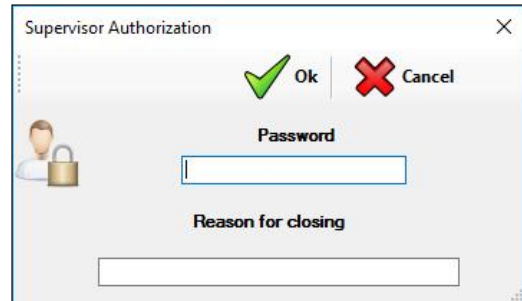 Supervisor Authorization
Ok
Cancel
Password
Reason for closing